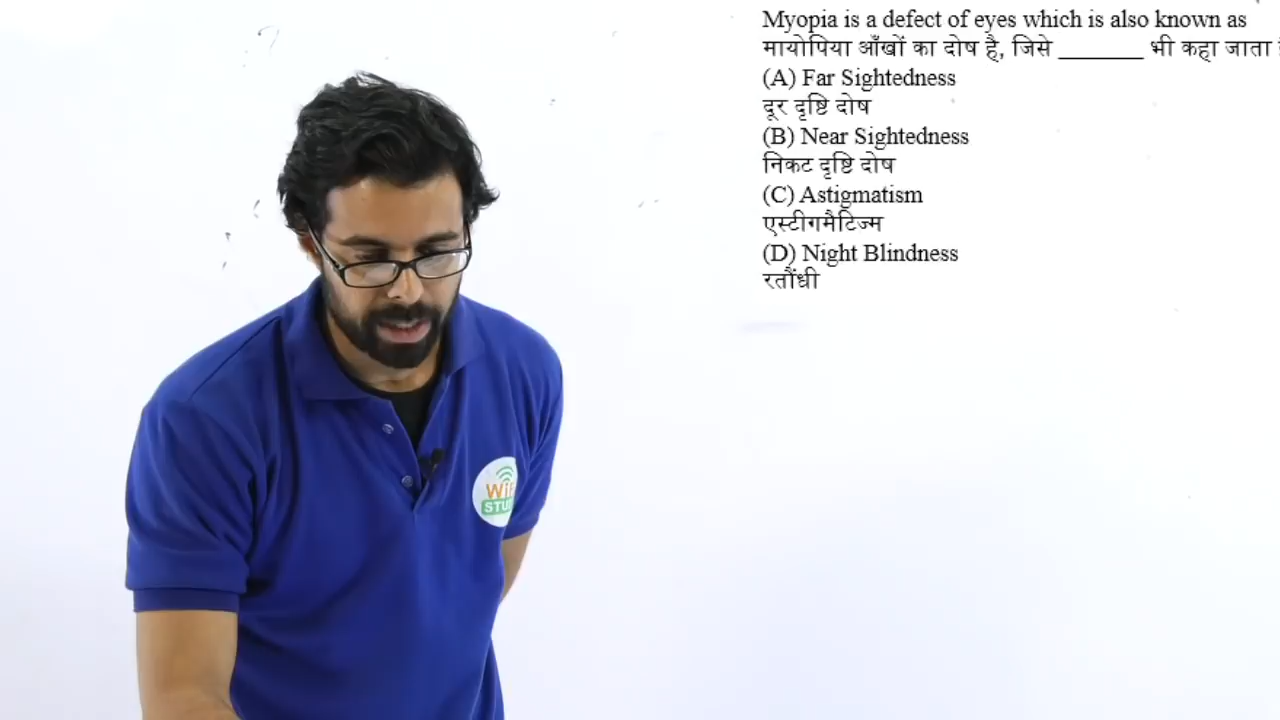 Myopia is a defect of eyes which is also known as
मायोपिया आँखों का दोष है, जिसे _______ भी कहा जाता
(A) Far Sightedness
दूर दृष्टि दोष
(B) Near Sightedness
निकट दृष्टि दोष
(C) Astigmatism
एस्टीगमैटिज्म
(D) Night Blindness
रतौंधी